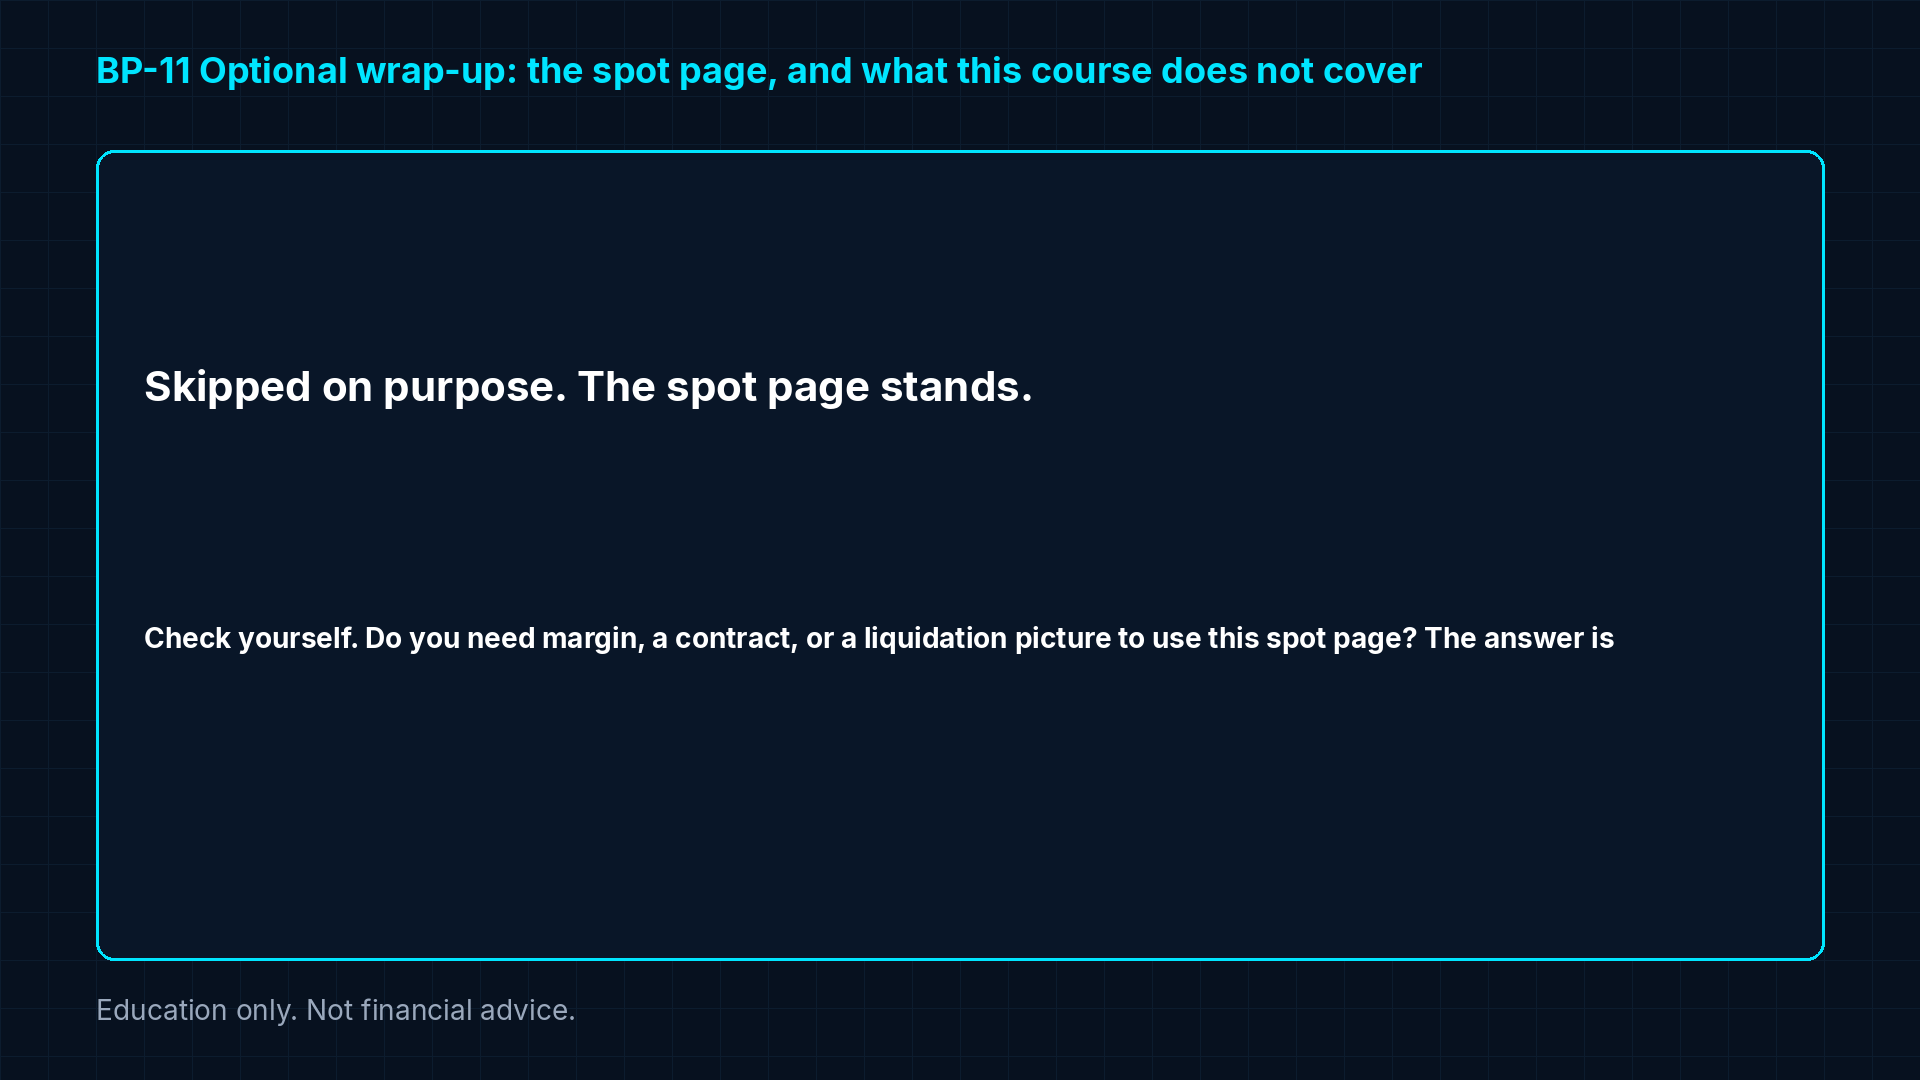 BP-11 Optional wrap-up: the spot page, and what this course does not cover
Skipped on purpose. The spot page stands.
Check yourself. Do you need margin, a contract, or a liquidation picture to use this spot page? The answer is
Education only. Not financial advice.